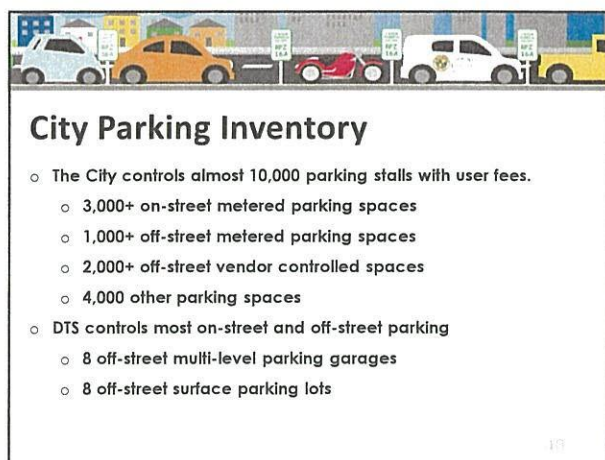 City Parking Inventory
○ The City controls almost 10,000 parking stalls with user fees.
○ 3,000+ on-street metered parking spaces
○ 1,000+ off-street metered parking spaces
○ 2,000+ off-street vendor controlled spaces
○ 4,000 other parking spaces
○ DTS controls most on-street and off-street parking
○ 8 off-street multi-level parking garages
○ 8 off-street surface parking lots